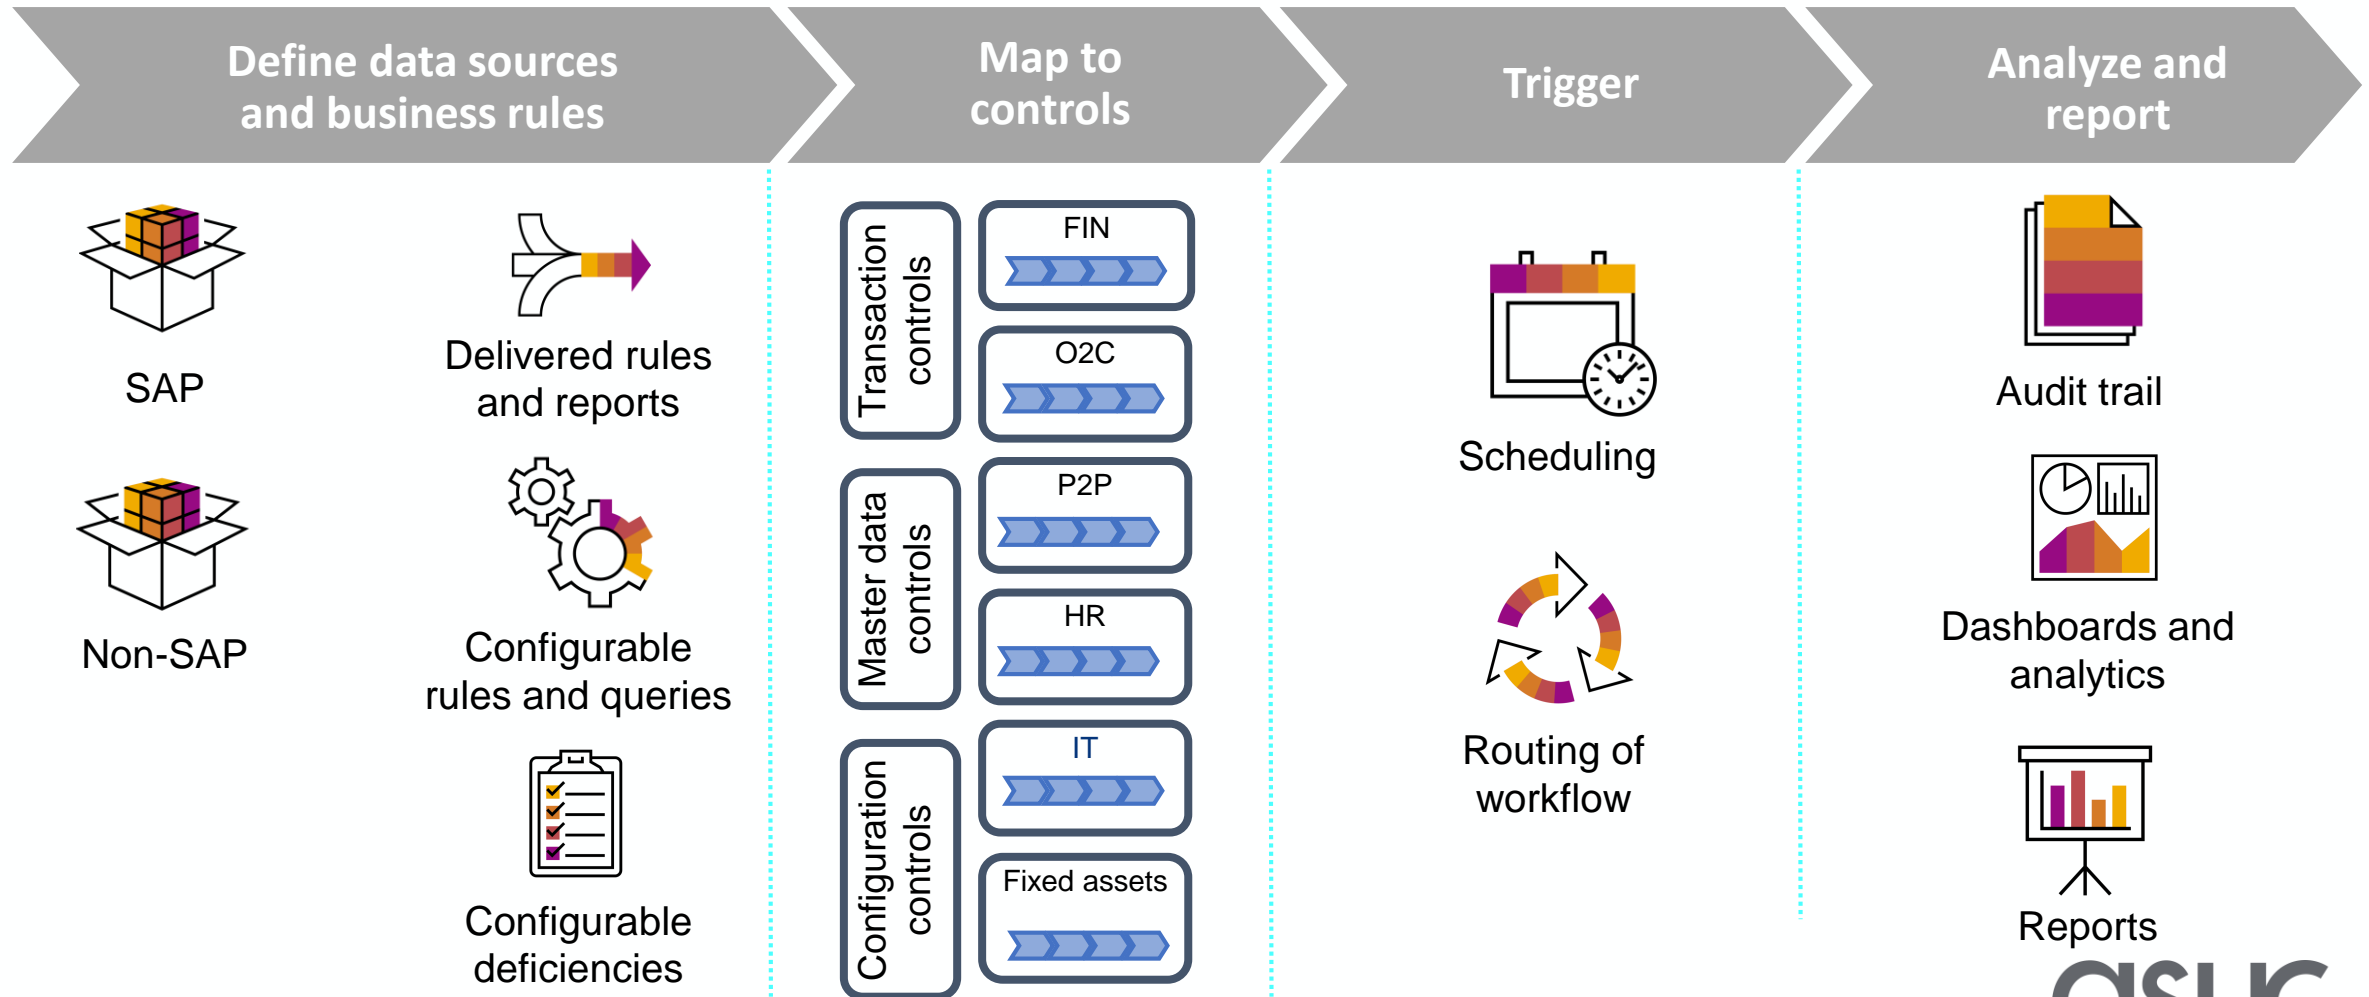 Define data sources
and business rules
Map to
controls
Trigger
Analyze and
report
SAP
Non-SAP
Delivered rules
and reports
Configurable
rules and queries
Configurable
deficiencies
Transaction
controls
Master data
controls
Configuration
controls
FIN
O2C
P2P
HR
IT
Fixed assets
Scheduling
Routing of
workflow
Audit trail
Dashboards and
analytics
Reports